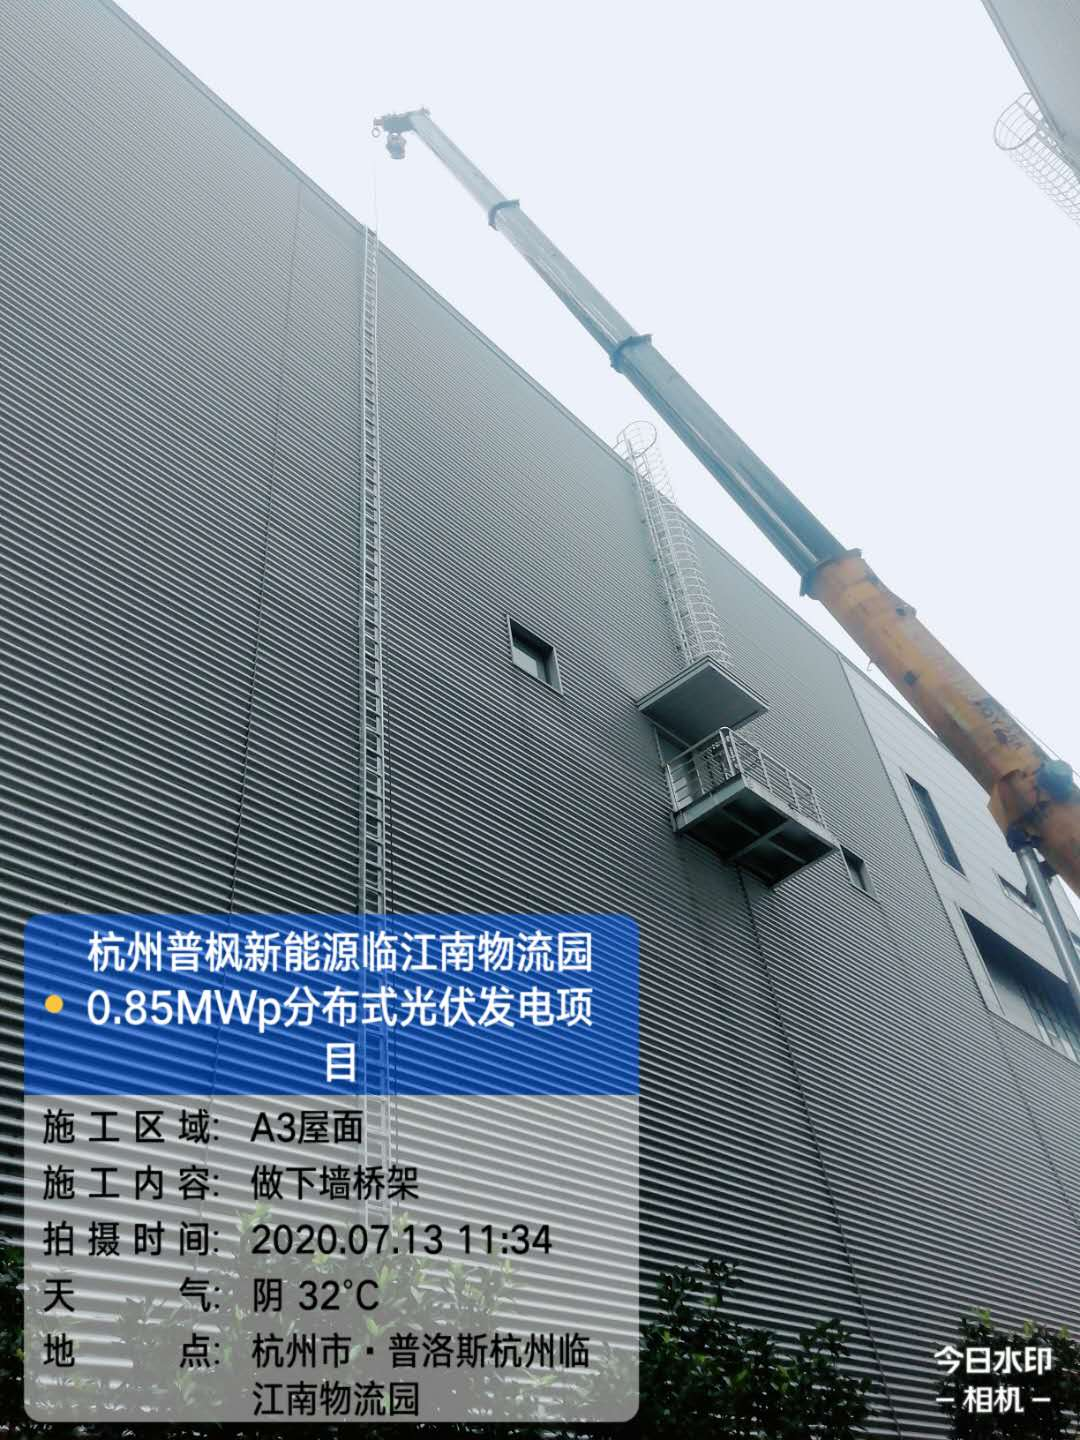 杭州普枫新能源临江南物流园
0.85MWp分布式光伏发电项
目
施工区域: A3屋面
施工内容: 做下墙桥架
拍摄时间: 2020.07.13 11:34
天气: 阴 32°C
地点: 杭州市·普洛斯杭州临
江南物流园
今日水印
-相机-